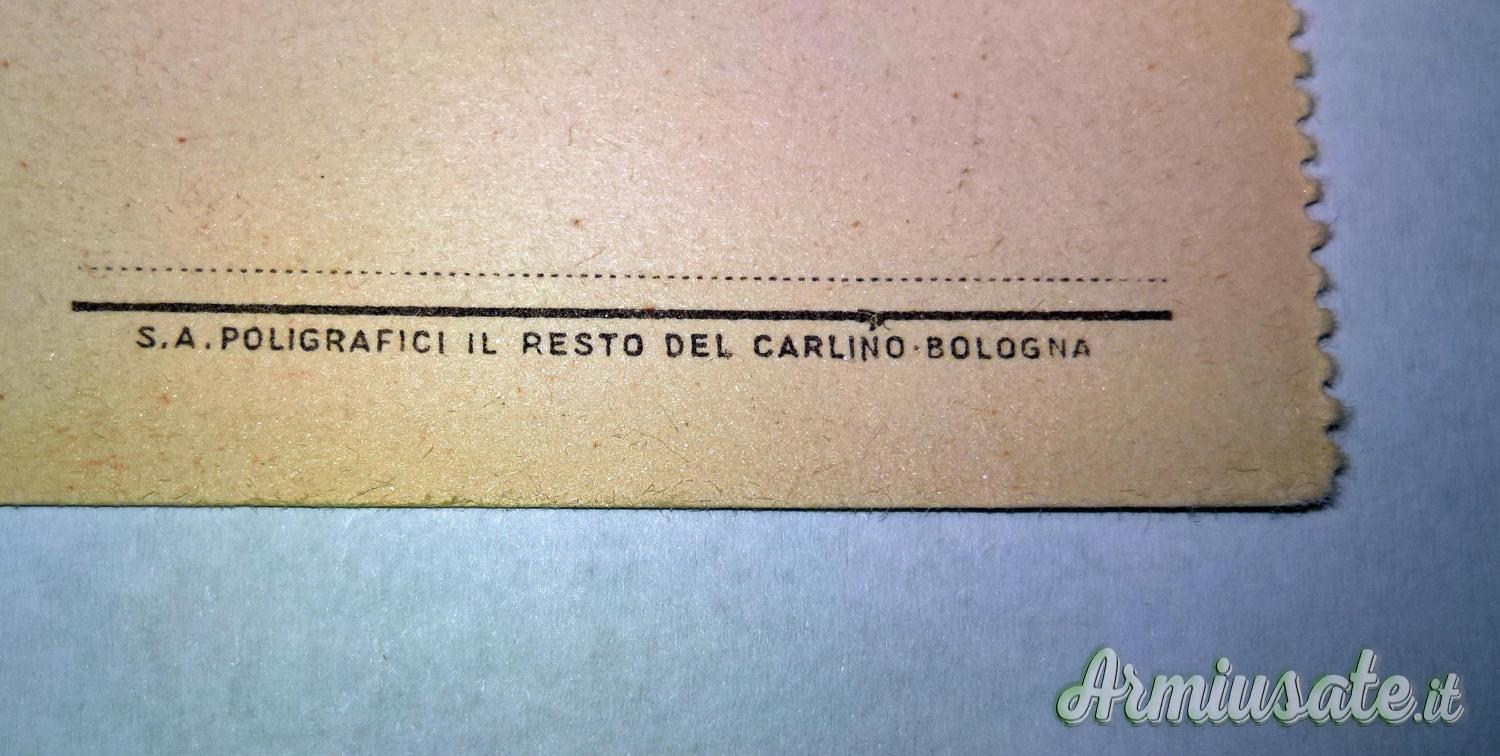 S.A. POLIGRAFICI IL RESTO DEL CARLINO·BOLOGNA
Armiusate.it